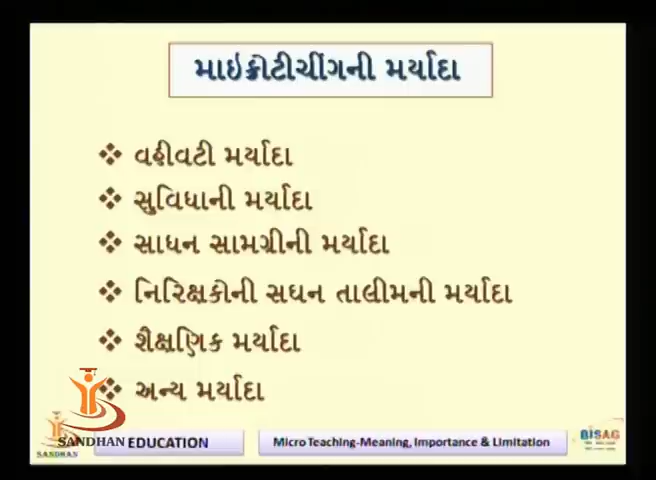 માઇક્રોટીચીંગની મર્યાદા
❖ વહીવટી મર્યાદા
❖ સુવિધાની મર્યાદા
❖ સાધન સામગ્રીની મર્યાદા
❖ નિરિક્ષકોની સઘન તાલીમની મર્યાદા
❖ શૈક્ષણિક મર્યાદા
❖ અન્ય મર્યાદા
SANDHAN
SANDHAN
EDUCATION
Micro Teaching-Meaning, Importance & Limitation
BISAG